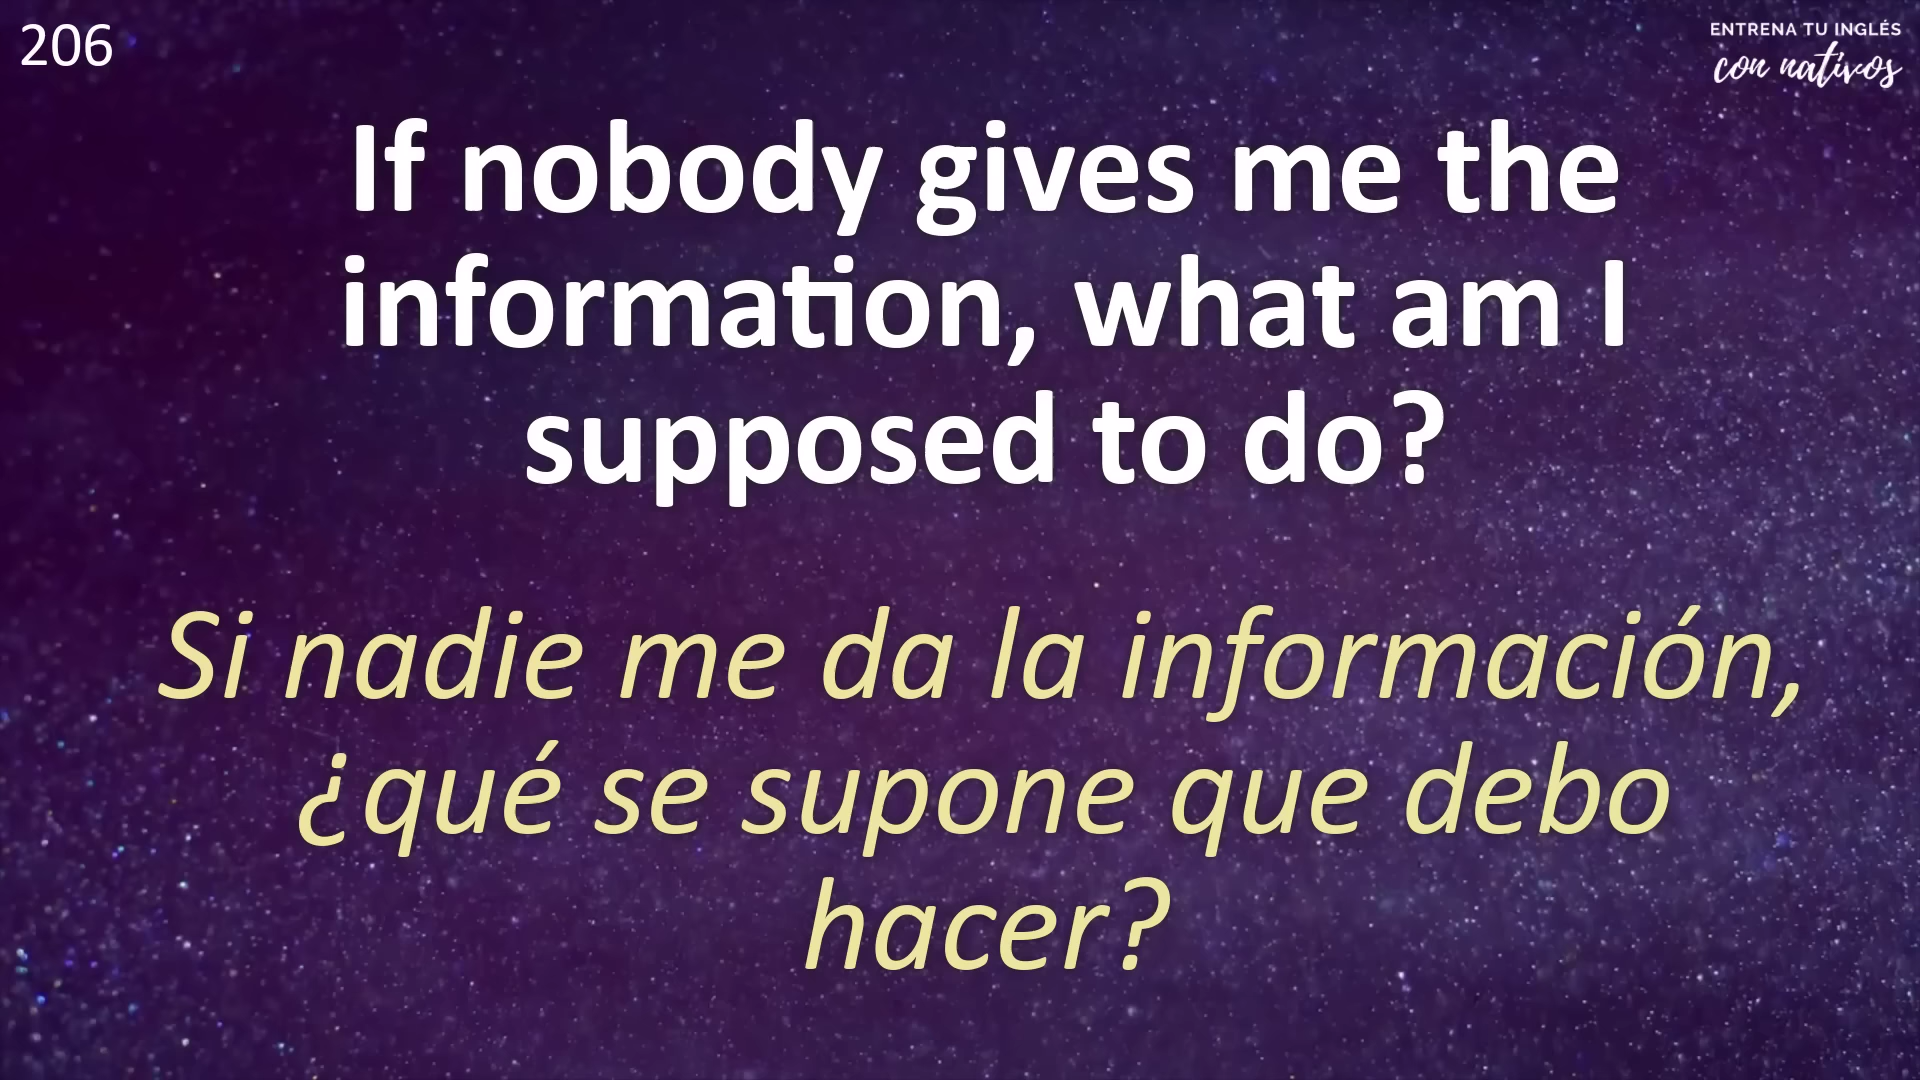 206
ENTRENA TU INGLÉS
con nativos
If nobody gives me the
information, what am I
supposed to do?
Si nadie me da la información,
¿qué se supone que debo
hacer?